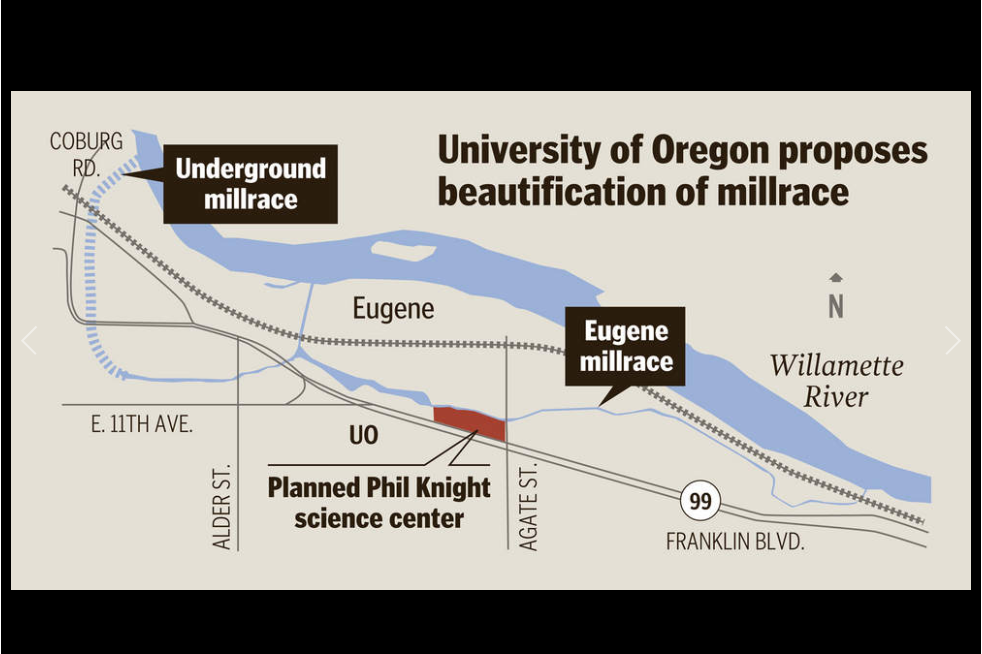 University of Oregon proposes
beautification of millrace
COBURG
RD.
Underground
millrace
N
Eugene
Eugene
millrace
Willamette
River
E. 11TH AVE.
UO
Planned Phil Knight
science center
ALDER ST.
AGATE ST.
99
FRANKLIN BLVD.